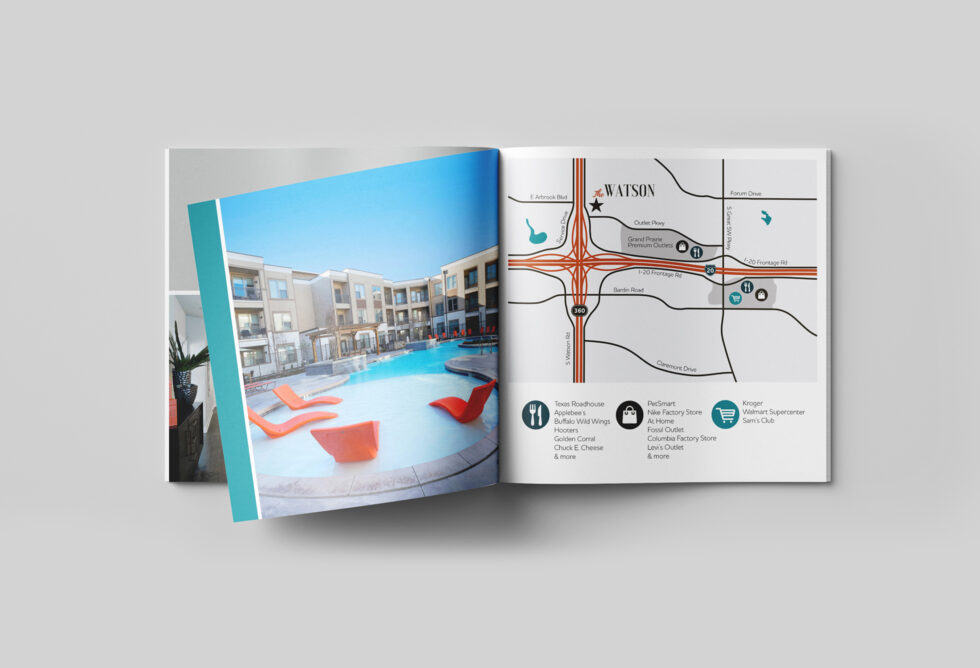 The WATSON
E Arbrook Blvd
Forum Drive
Service Drive
Outlet Pkwy
S Great SW Pkwy
Grand Prairie
Premium Outlets
I-20 Frontage Rd
I-20 Frontage Rd
20
Bardin Road
360
S Watson Rd
Claremont Drive
Texas Roadhouse
Applebee's
Buffalo Wild Wings
Hooters
Golden Corral
Chuck E. Cheese
& more
PetSmart
Nike Factory Store
At Home
Fossil Outlet
Columbia Factory Store
Levi's Outlet
& more
Kroger
Walmart Supercenter
Sam's Club